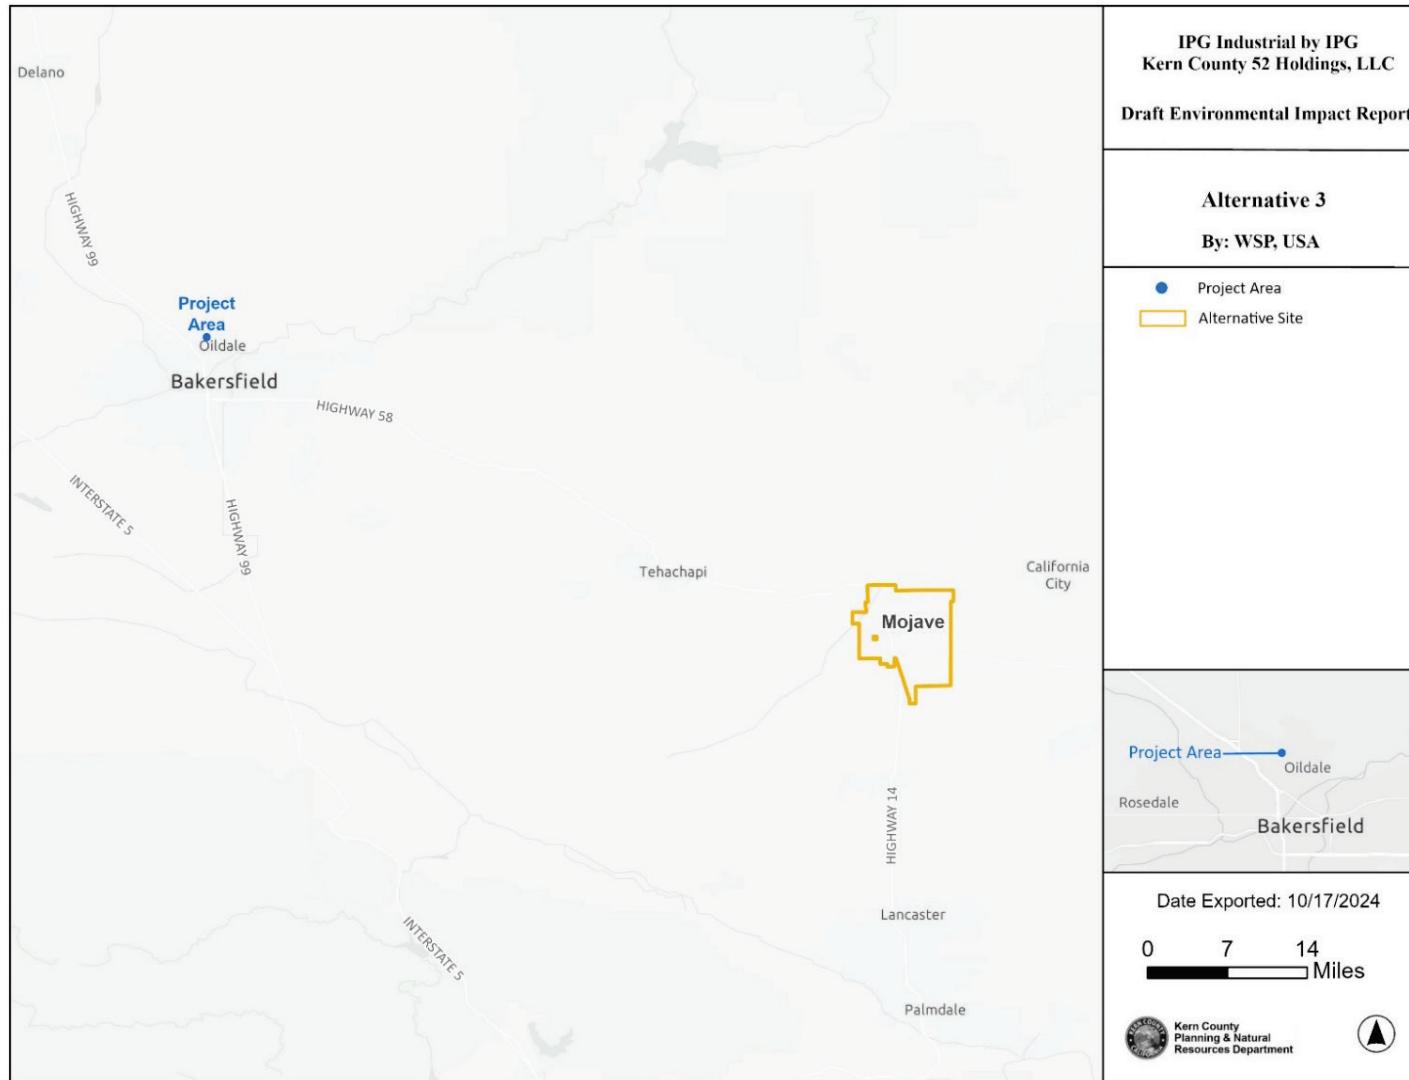 Delano
HIGHWAY 99
Project
Area
Oildale
Bakersfield
HIGHWAY 58
INTERSTATE 5
HIGHWAY 99
Tehachapi
California
City
Mojave
HIGHWAY 14
Lancaster
INTERSTATE 5
Palmdale
IPG Industrial by IPG
Kern County 52 Holdings, LLC
Draft Environmental Impact Report
Alternative 3
By: WSP, USA
Project Area
Alternative Site
Project Area
Oildale
Rosedale
Bakersfield
Date Exported: 10/17/2024
0 7 14
Miles
Kern County
Planning & Natural
Resources Department